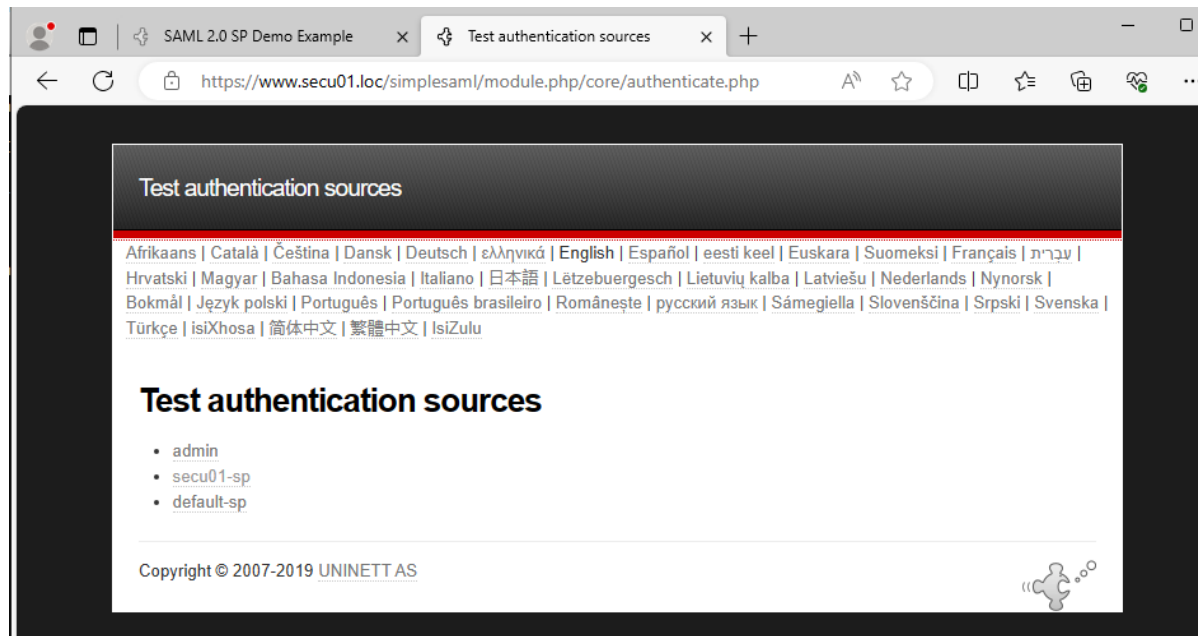 SAML 2.0 SP Demo Example
Test authentication sources
https://www.secu01.loc/simplesaml/module.php/core/authenticate.php
Test authentication sources
Afrikaans | Català | Čeština | Dansk | Deutsch | ελληνικά | English | Español | eesti keel | Euskara | Suomeksi | Français | עִבְרִית |
Hrvatski | Magyar | Bahasa Indonesia | Italiano | 日本語 | Lëtzebuergesch | Lietuvių kalba | Latviešu | Nederlands | Nynorsk |
Bokmål | Język polski | Português | Português brasileiro | Românește | русский язык | Sámegiella | Slovenščina | Srpski | Svenska |
Türkçe | isiXhosa | 简体中文 | 繁體中文 | IsiZulu
Test authentication sources
• admin
• secu01-sp
• default-sp
Copyright © 2007-2019 UNINETT AS